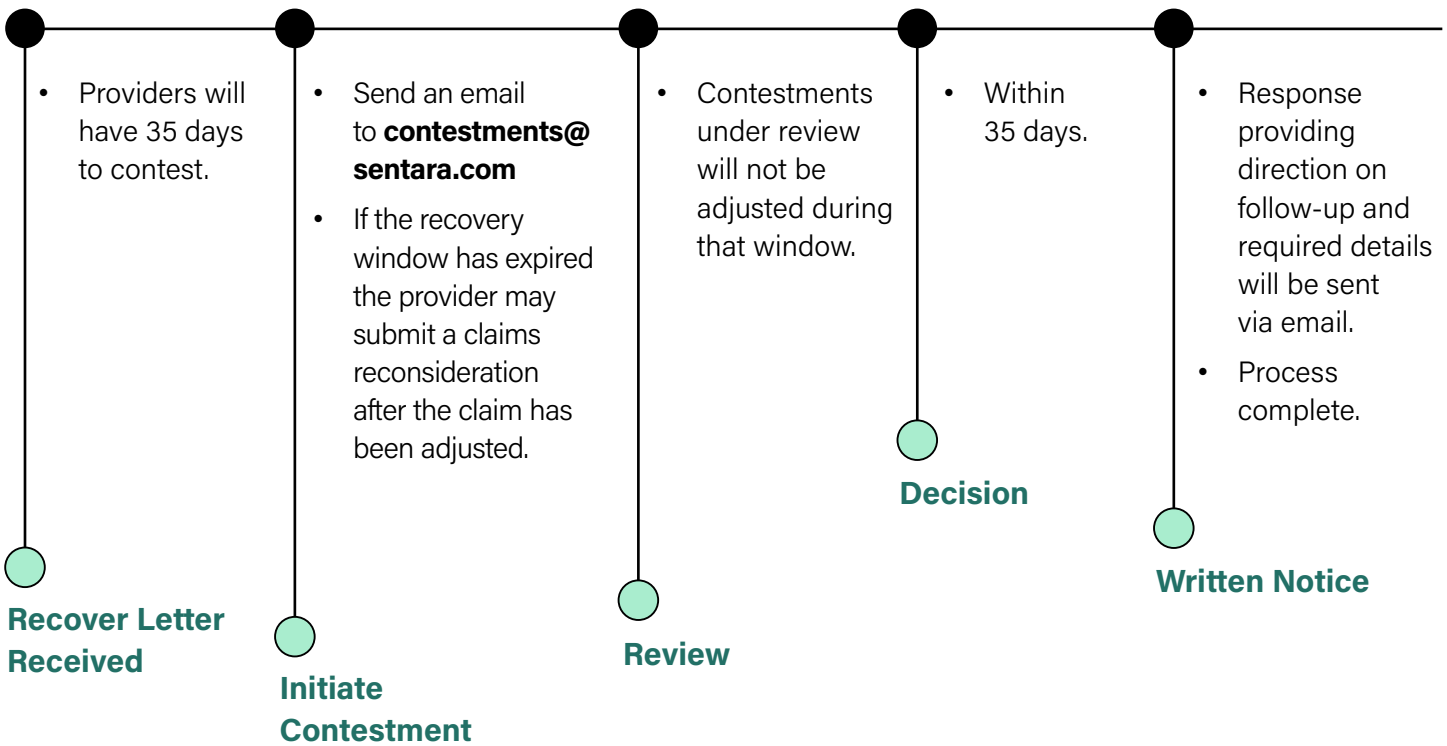 • Providers will
have 35 days
to contest.
Recover Letter
Received
• Send an email
to contestments@
sentara.com
• If the recovery
window has expired
the provider may
submit a claims
reconsideration
after the claim has
been adjusted.
Initiate
Contestment
• Contestments
under review
will not be
adjusted during
that window.
Review
• Within
35 days.
Decision
• Response
providing
direction on
follow-up and
required details
will be sent
via email.
• Process
complete.
Written Notice